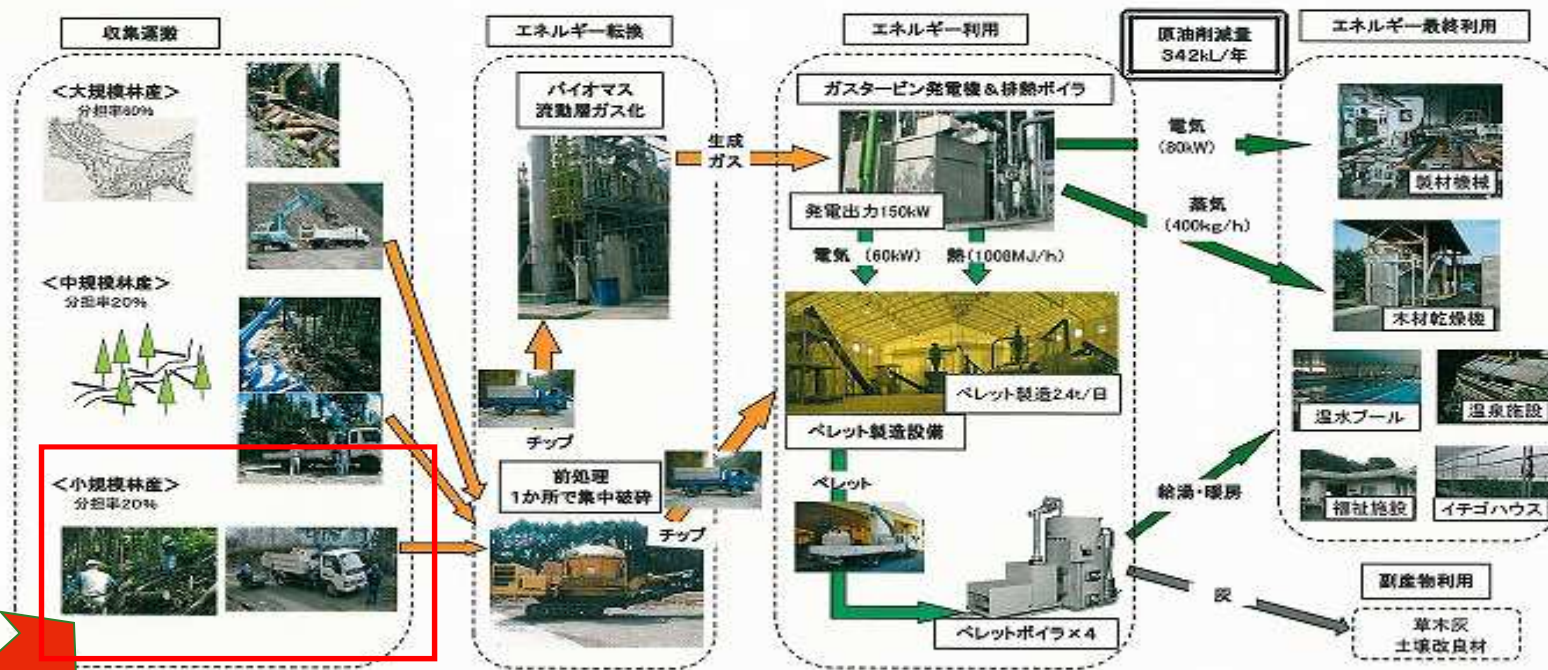 収集運搬
<大規模林産>
分担率60%
<中規模林産>
分担率20%
<小規模林産>
分担率20%
エネルギー転換
バイオマス
流動層ガス化
チップ
前処理
1か所で集中破砕
チップ
生成
ガス
エネルギー利用
ガスタービン発電機&排熱ボイラ
発電出力150kW
電気 (60kW)
熱(1008MJ/h)
ペレット製造2.4t/日
ペレット製造設備
ペレット
ペレットボイラ×4
原油削減量
342kL/年
電気
(80kW)
蒸気
(400kg/h)
給湯・暖房
灰
エネルギー最終利用
製材機械
木材乾燥機
温水プール
温泉施設
福祉施設
イチゴハウス
副産物利用
草木灰
土壌改良材